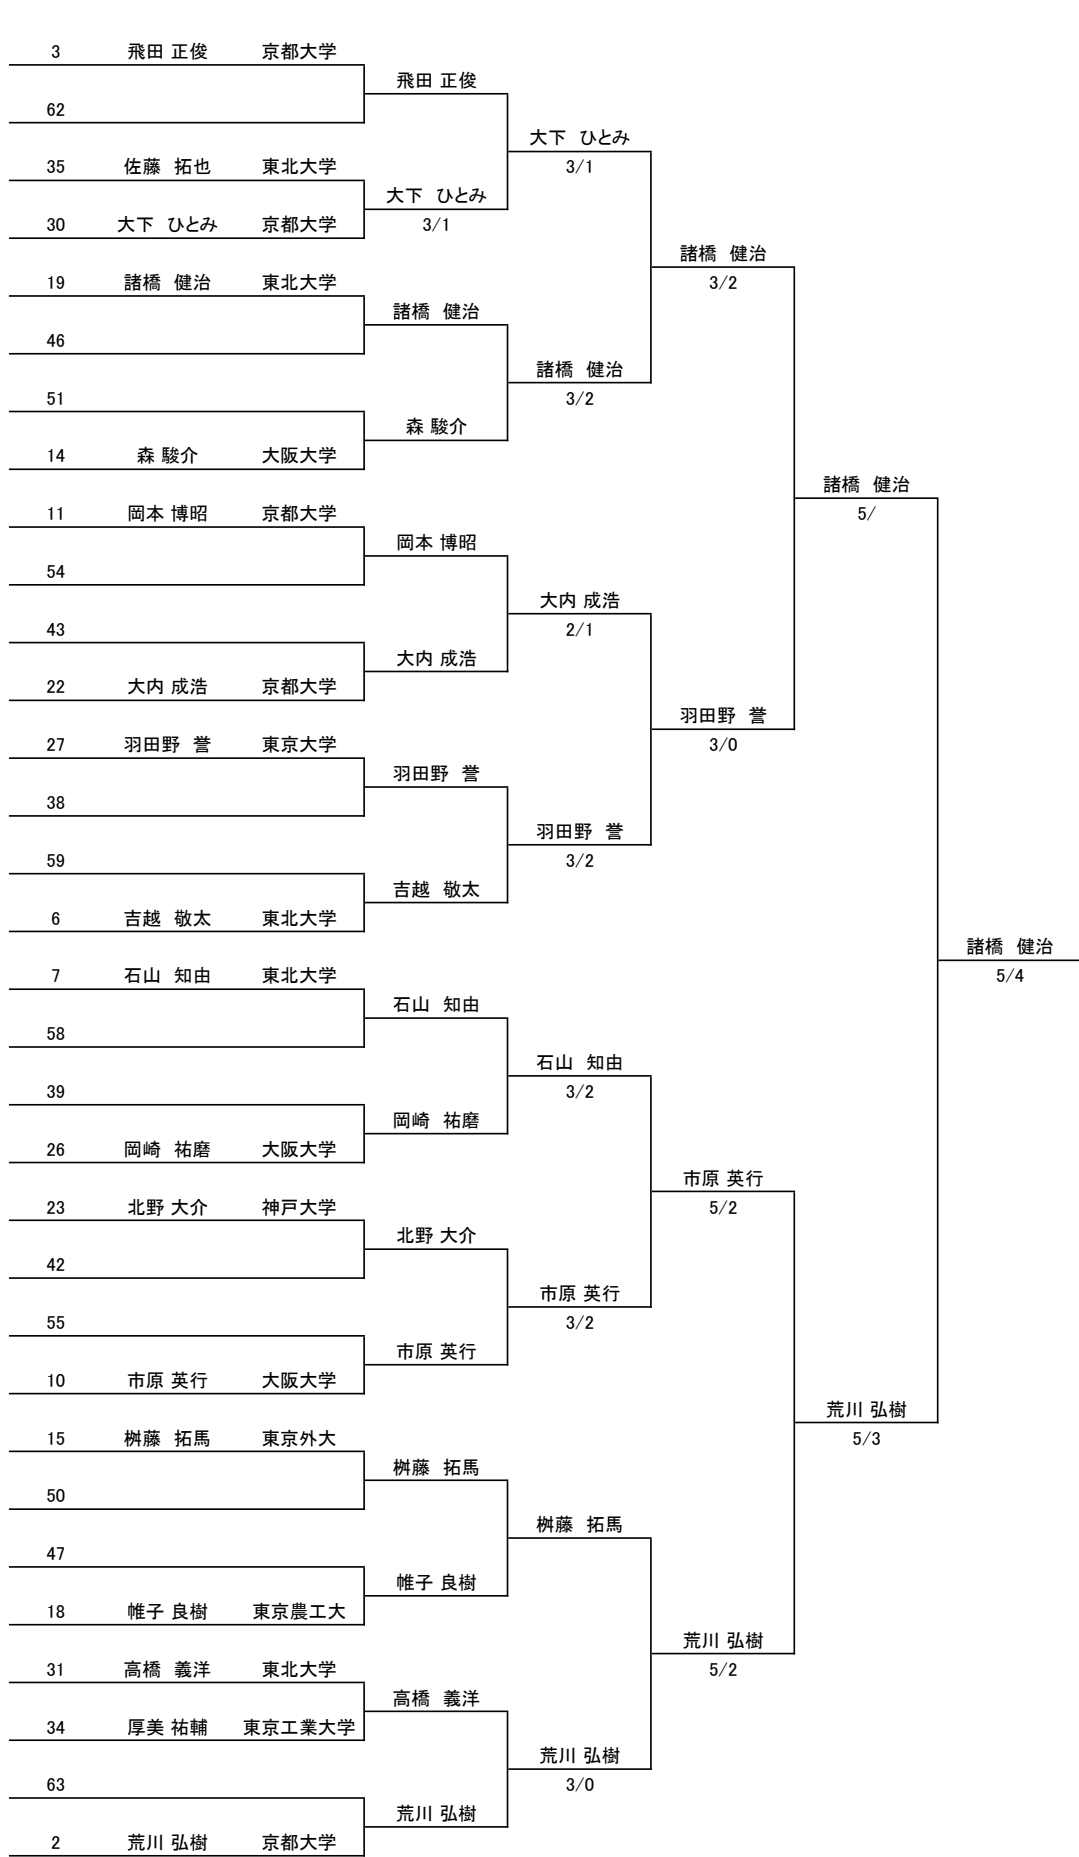 3 飛田 正俊 京都大学
飛田 正俊
62
大下　ひとみ
35 佐藤　拓也 東北大学
3/1
大下　ひとみ
30 大下　ひとみ 京都大学
3/1
諸橋　健治
19 諸橋　健治 東北大学
3/2
諸橋　健治
46
諸橋　健治
51
3/2
森 駿介
14 森 駿介 大阪大学
諸橋　健治
11 岡本 博昭 京都大学
5/
岡本 博昭
54
大内 成浩
43
2/1
大内 成浩
22 大内 成浩 京都大学
羽田野　誉
27 羽田野　誉 東京大学
3/0
羽田野　誉
38
羽田野　誉
59
3/2
吉越　敬太
6 吉越　敬太 東北大学
諸橋　健治
7 石山　知由 東北大学
5/4
石山　知由
58
石山　知由
39
3/2
岡崎　祐磨
26 岡崎　祐磨 大阪大学
市原 英行
23 北野 大介 神戸大学
5/2
北野 大介
42
市原 英行
55
3/2
市原 英行
10 市原 英行 大阪大学
荒川 弘樹
15 桝藤　拓馬 東京外大
5/3
桝藤　拓馬
50
桝藤　拓馬
47
帷子 良樹
18 帷子 良樹 東京農工大
荒川 弘樹
31 高橋　義洋 東北大学
5/2
高橋　義洋
34 厚美 祐輔 東京工業大学
荒川 弘樹
63
3/0
荒川 弘樹
2 荒川 弘樹 京都大学